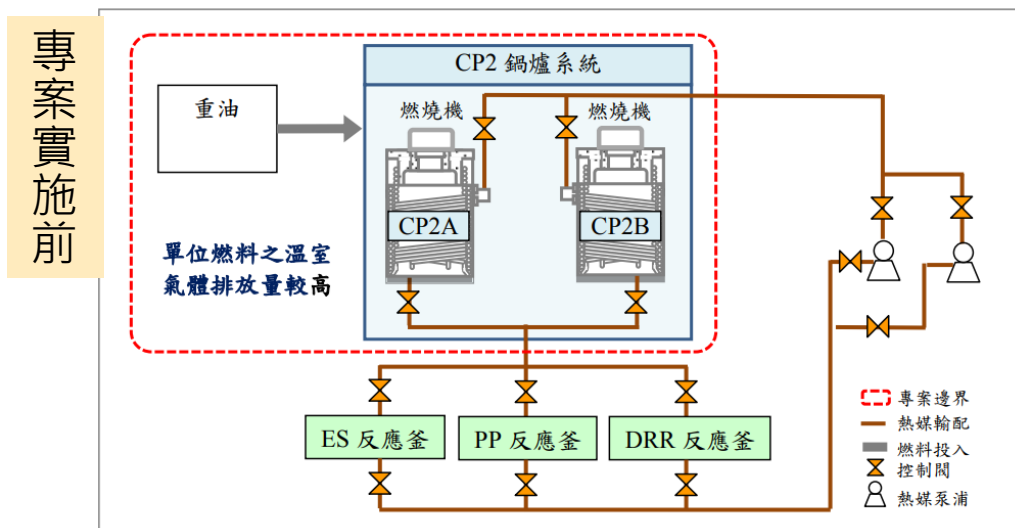 專案實施前
CP2 鍋爐系統
重油
燃燒機
燃燒機
CP2A
CP2B
單位燃料之溫室
氣體排放量較高
ES 反應釜
PP 反應釜
DRR 反應釜
專案邊界
熱媒輸配
燃料投入
控制閥
熱媒泵浦